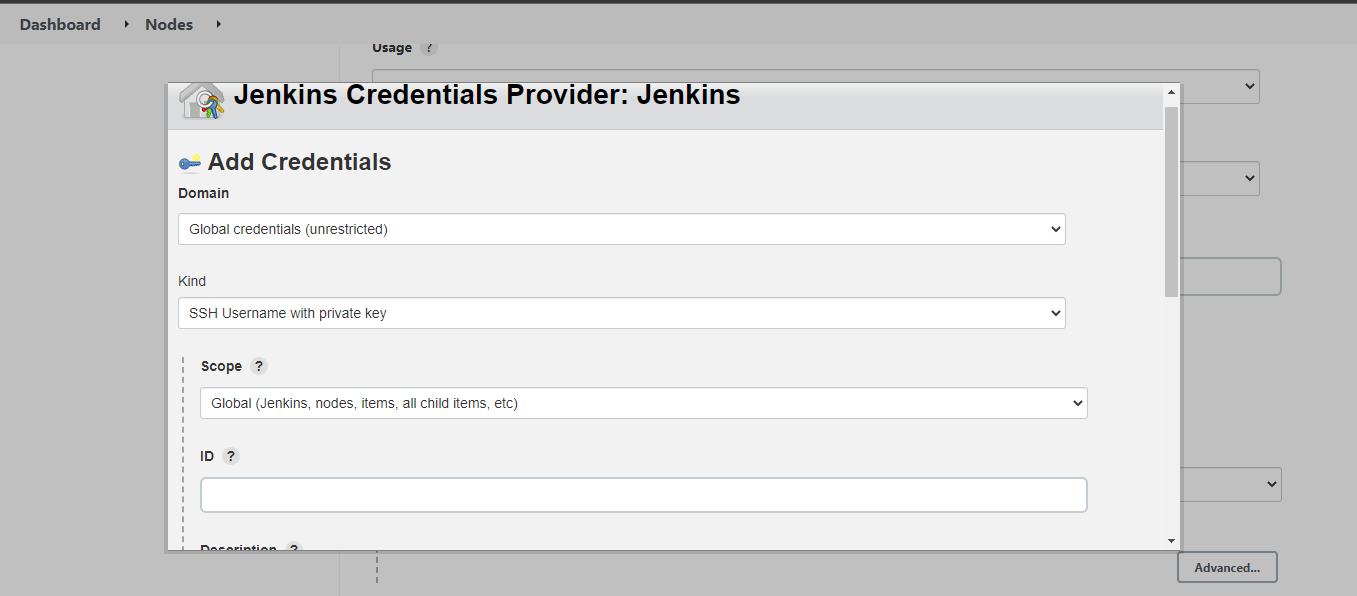 Dashboard
Nodes
Usage ?
Jenkins Credentials Provider: Jenkins
Add Credentials
Domain
Global credentials (unrestricted)
Kind
SSH Username with private key
Scope ?
Global (Jenkins, nodes, items, all child items, etc)
ID ?
Description ?
Advanced...